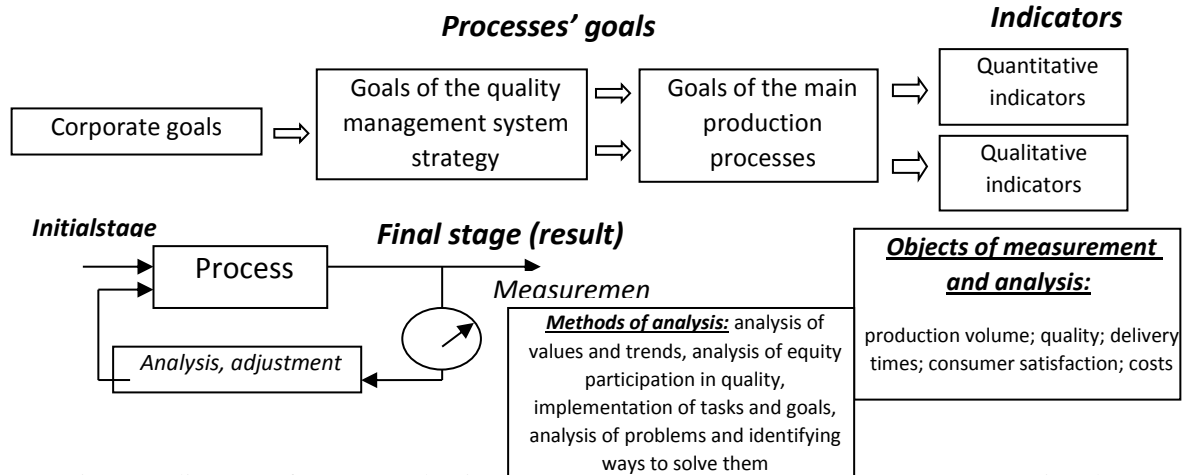 Processes’ goals
Indicators
Corporate goals
Goals of the quality
management system
strategy
Goals of the main
production
processes
Quantitative
indicators
Qualitative
indicators
Initialstage
Final stage (result)
Process
Measuremen
Analysis, adjustment
Methods of analysis: analysis of
values and trends, analysis of equity
participation in quality,
implementation of tasks and goals,
analysis of problems and identifying
ways to solve them
Objects of measurement
and analysis:
production volume; quality; delivery
times; consumer satisfaction; costs